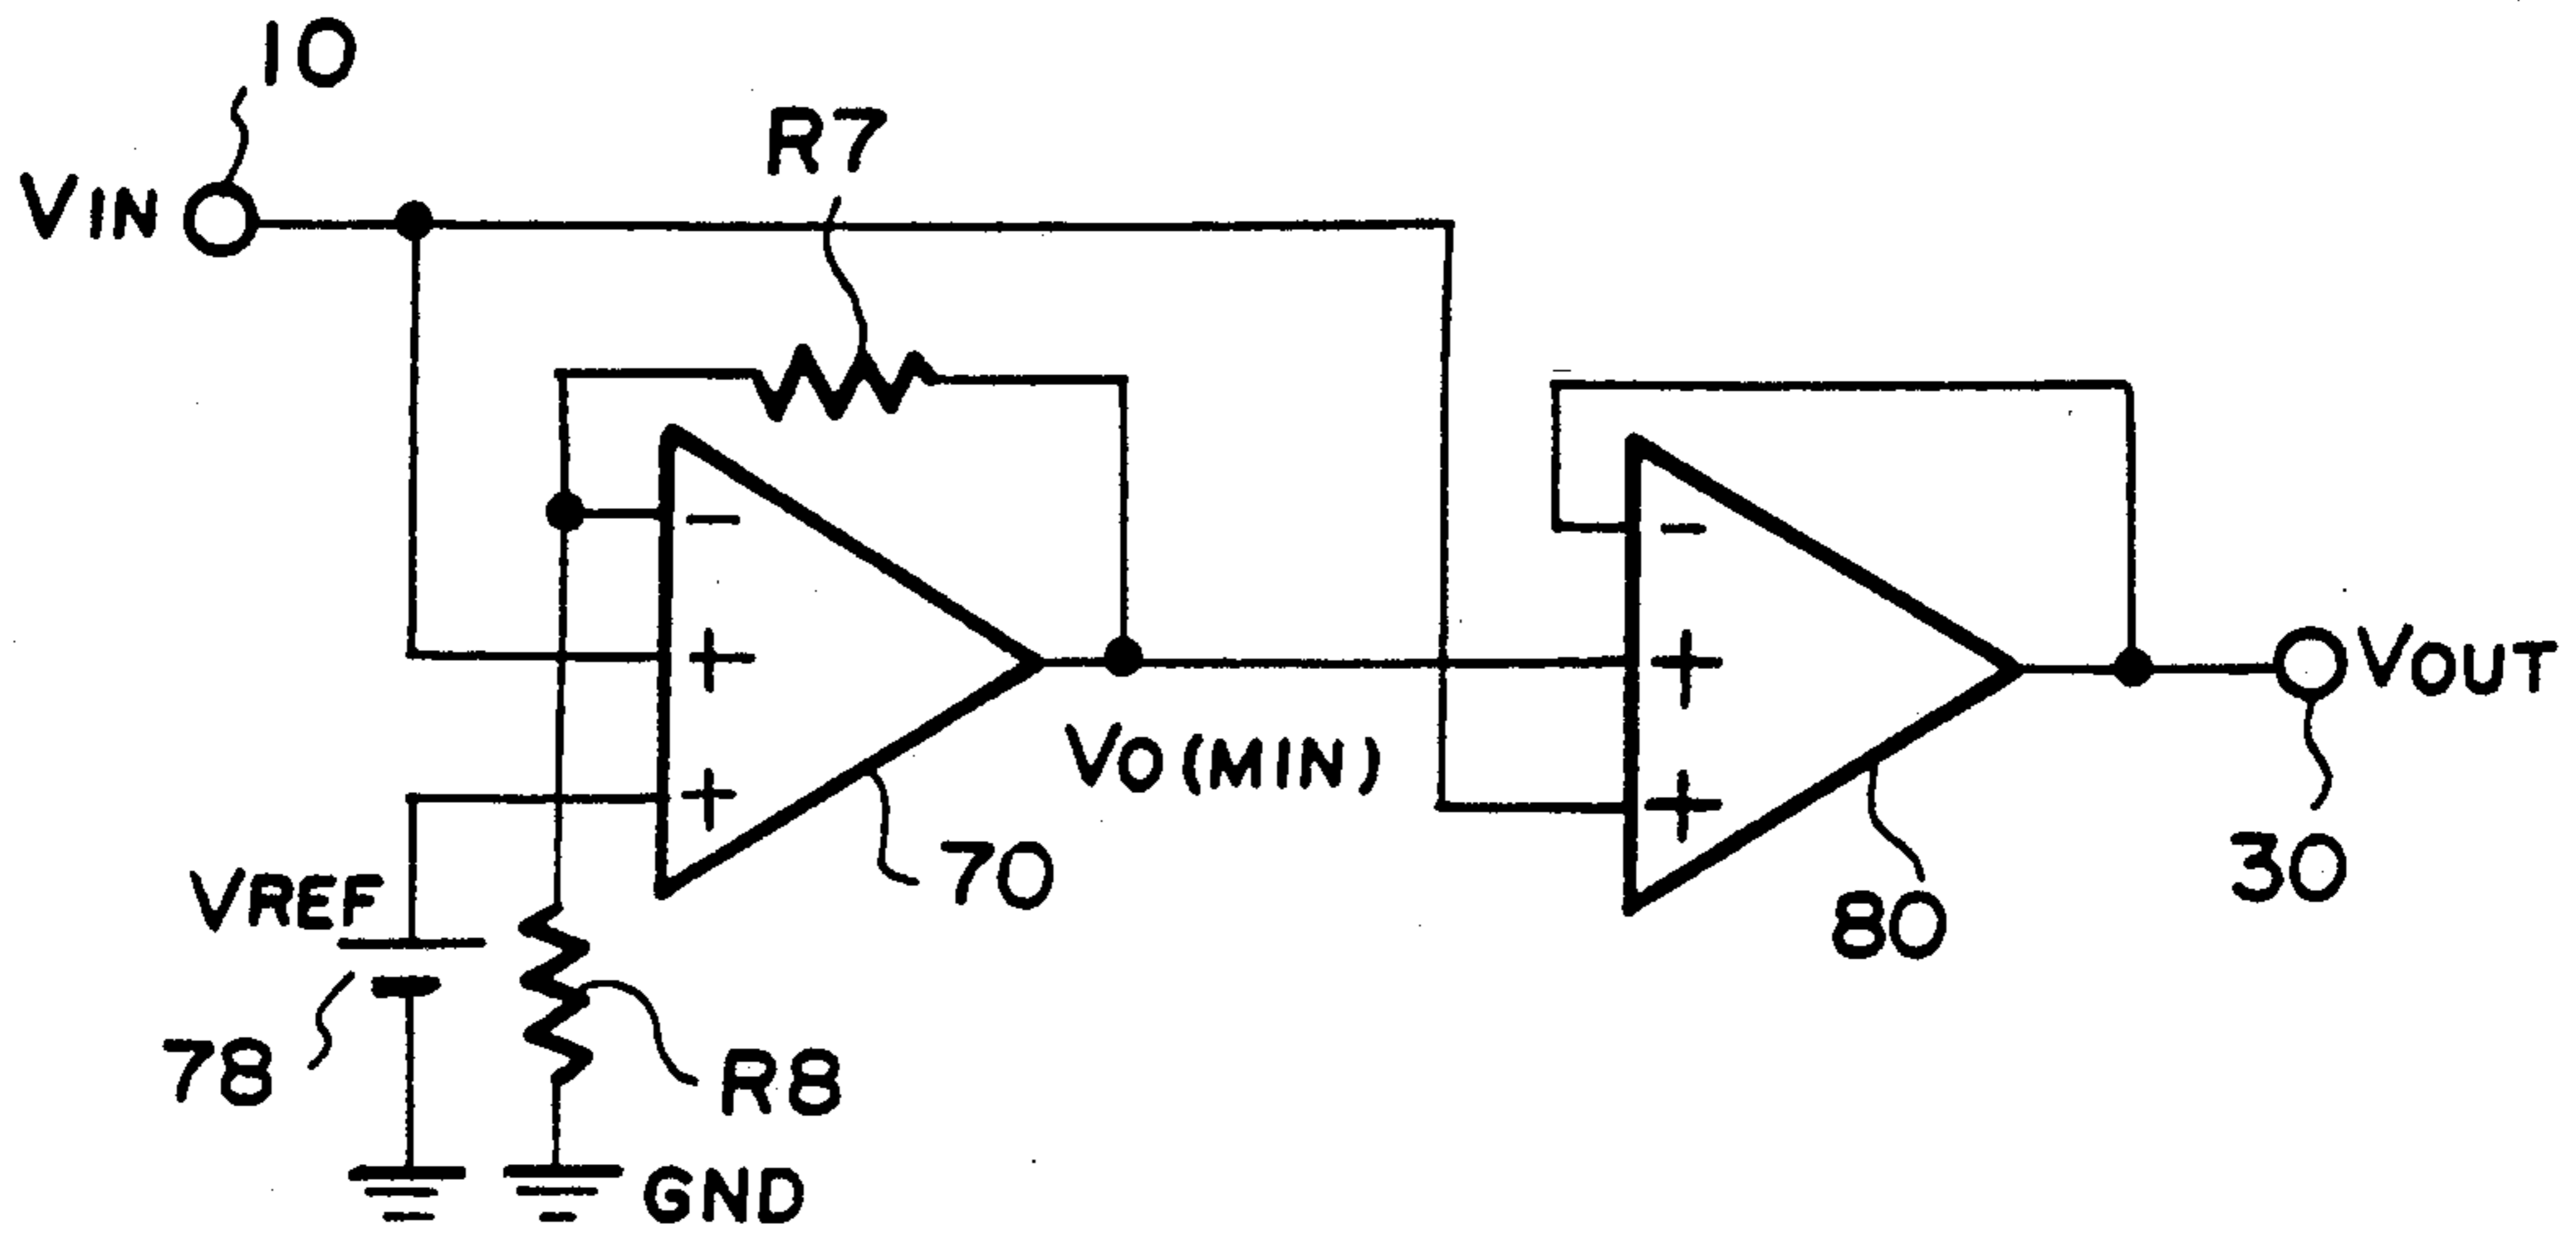 10
R7
VIN
−
+
+
−
+
+
VOUT
VO (MIN)
70
VREF
78
R8
80
30
GND